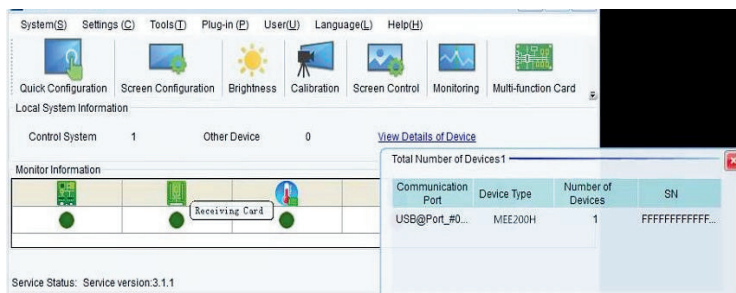 System(S) Settings (C) Tools(T) Plug-in (P) User(U) Language(L) Help(H)
Quick Configuration Screen Configuration Brightness Calibration Screen Control Monitoring Multi-function Card
Local System Information
Control System 1 Other Device 0 View Details of Device
Monitor Information
Receiving Card
Service Status: Service version:3.1.1
Total Number of Devices1
Communication Port Device Type Number of Devices SN
USB@Port_#0... MEE200H 1 FFFFFFFFFFFF...